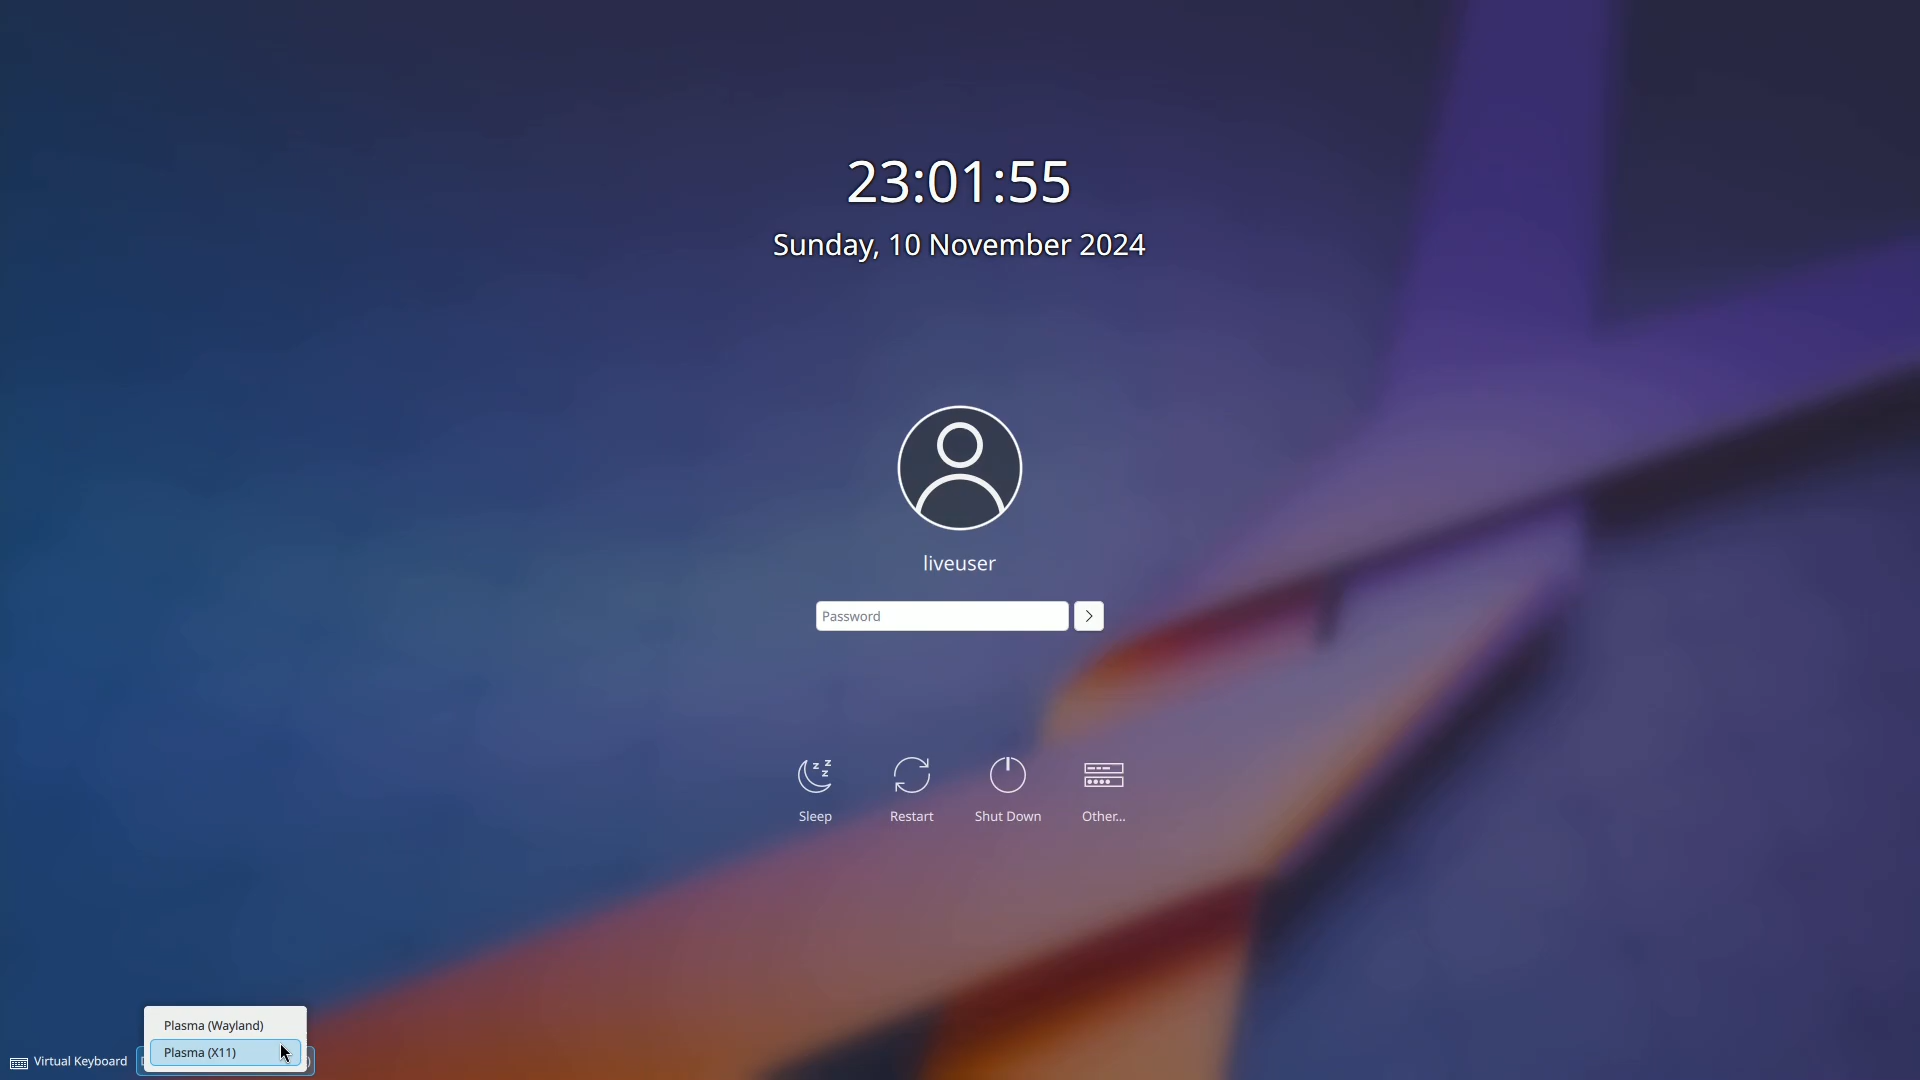 23:01:55
Sunday, 10 November 2024
liveuser
Password
Sleep
Restart
Shut Down
Other...
Plasma (Wayland)
Plasma (X11)
Virtual Keyboard